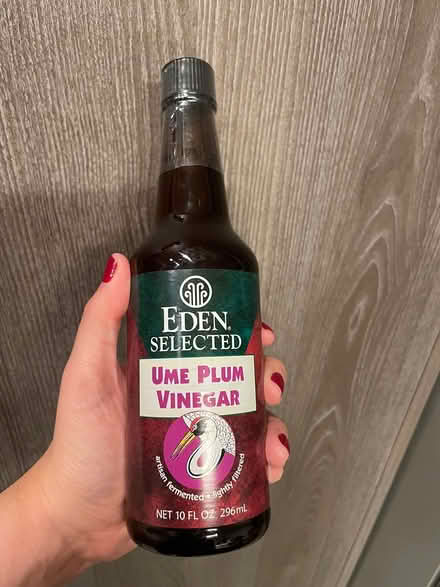 EDEN®
SELECTED
UME PLUM
VINEGAR
artisan fermented • lightly filtered
NET 10 FL OZ 296mL